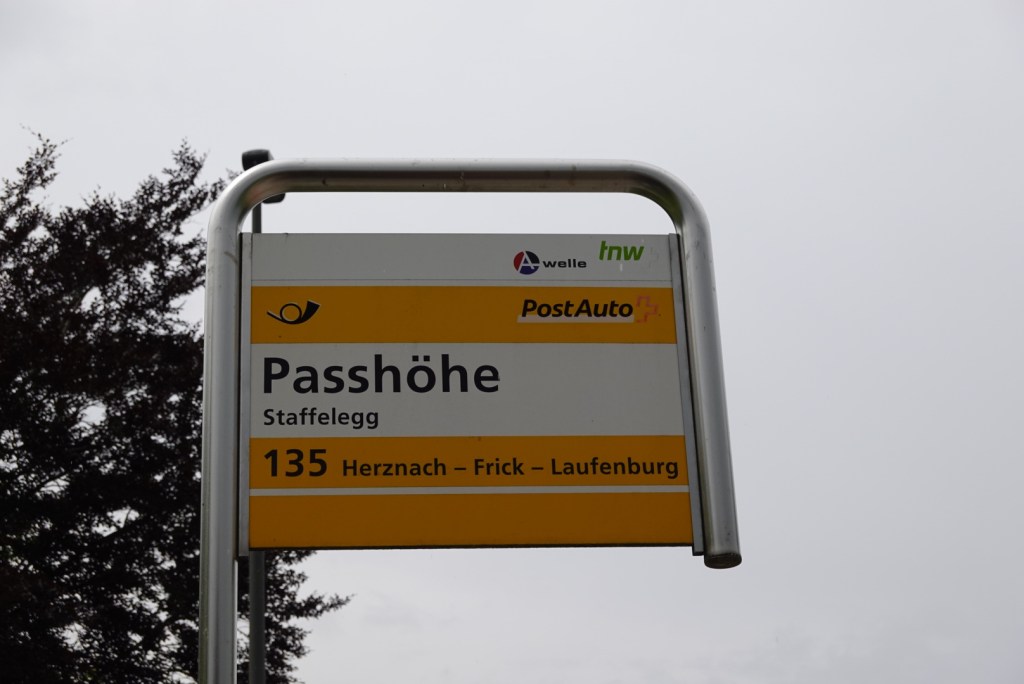 A welle tnw
PostAuto
Passhöhe
Staffelegg
135 Herznach – Frick – Laufenburg